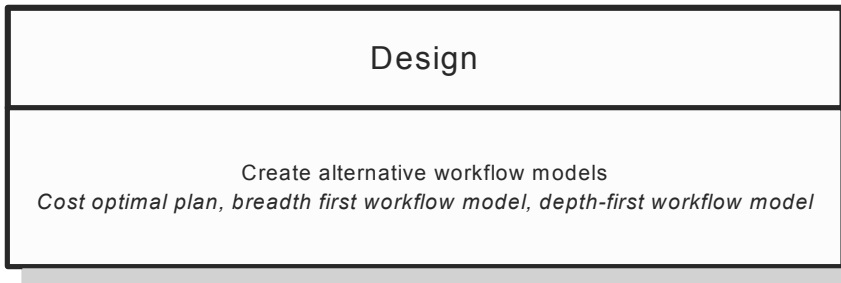 Design
Create alternative workflow models
Cost optimal plan, breadth first workflow model, depth-first workflow model